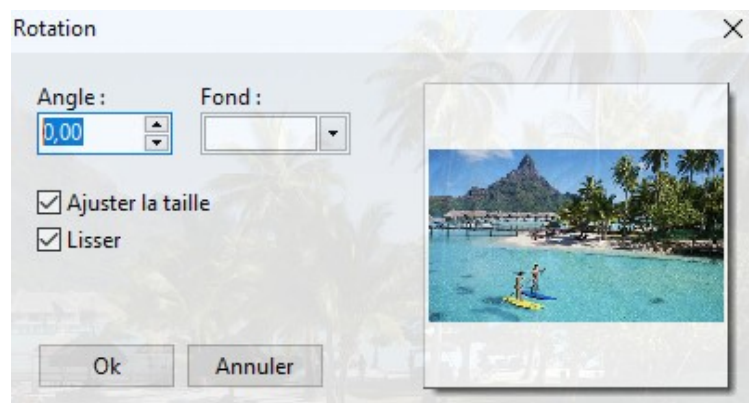 Rotation
Angle : Fond :
0,00
Ajuster la taille
Lisser
Ok Annuler